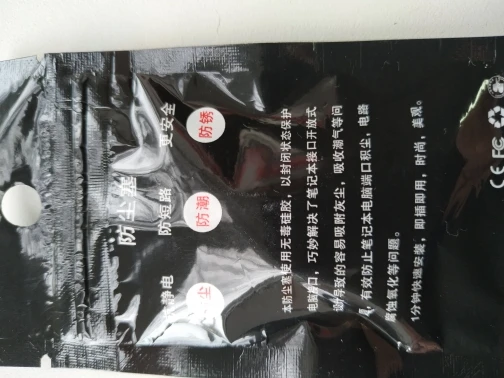 防尘塞
静电 防短路 更安全
尘 防潮 防锈
本防尘塞使用无毒硅胶，以封闭状态保护
电脑接口，巧妙解决了笔记本接口开放式
导致的容易吸附灰尘，吸收潮气等问
有效防止笔记本电脑端口积尘，电路
腐蚀氧化等问题。
1分钟快速安装，即插即用，时尚，美观。
CE FC